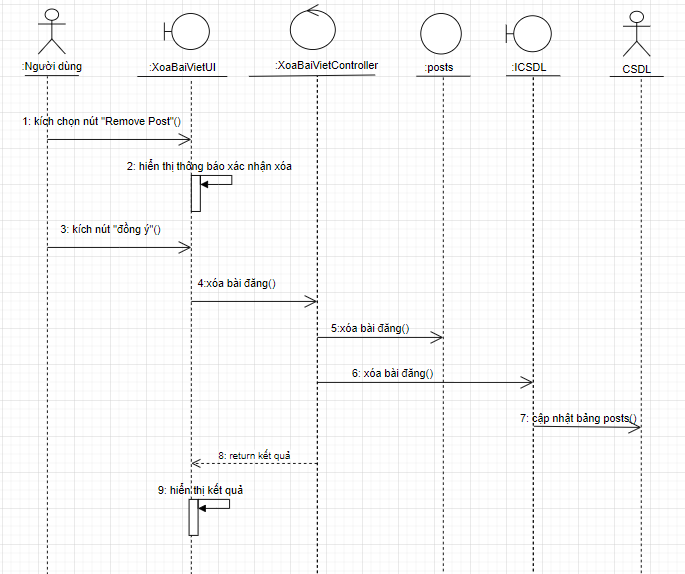 :Người dùng
:XoaBaiVietUI
:XoaBaiVietController
:posts
:ICSDL
CSDL
1: kích chọn nút "Remove Post"()
2: hiển thị thông báo xác nhận xóa
3: kích nút "đồng ý"()
4:xóa bài đăng()
5:xóa bài đăng()
6: xóa bài đăng()
7: cập nhật bảng posts()
8: return kết quả
9: hiển thị kết quả